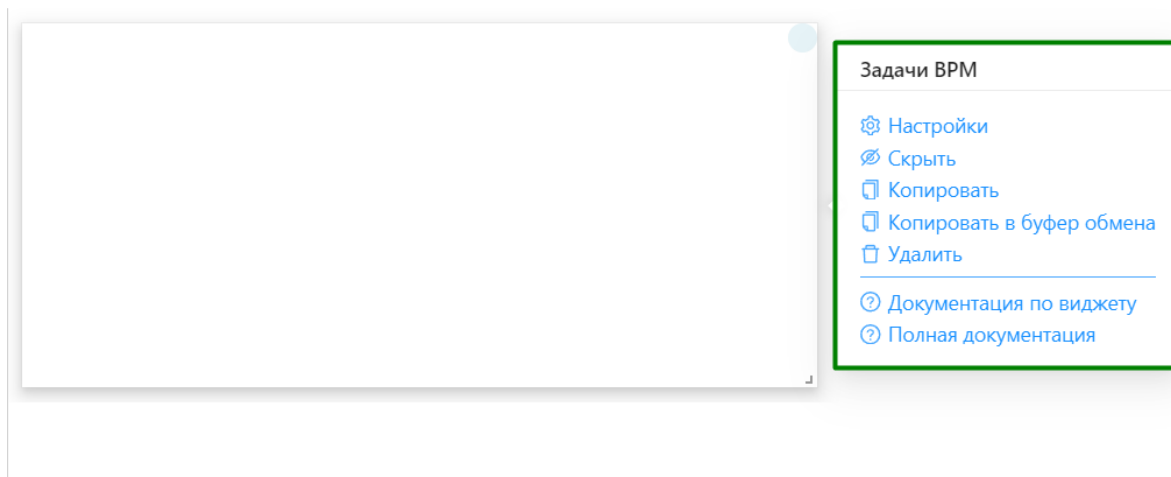 Задачи BPM
Настройки
Скрыть
Копировать
Копировать в буфер обмена
Удалить
Документация по виджету
Полная документация